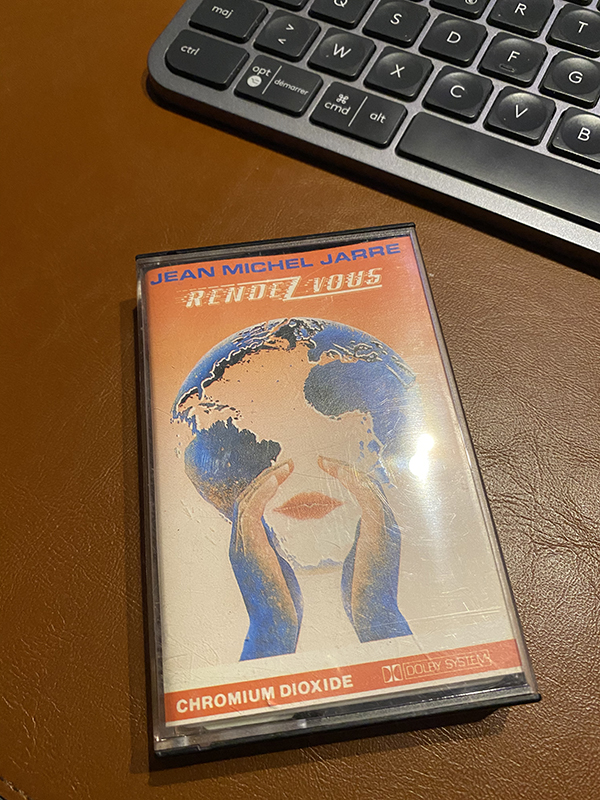 maj
Q
S
R
T
ctrl
>
<
W
D
F
G
opt
démarrer
X
C
V
B
⌘
cmd
alt
JEAN MICHEL JARRE
RENDEZ-VOUS
CHROMIUM DIOXIDE
DOLBY SYSTEM